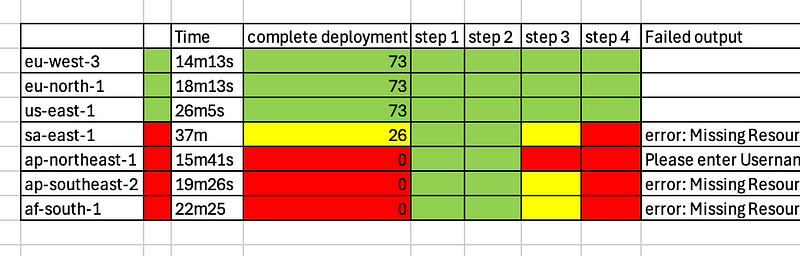 Time complete deployment step 1 step 2 step 3 step 4 Failed output
eu-west-3 14m13s 73
eu-north-1 18m13s 73
us-east-1 26m5s 73
sa-east-1 37m 26 error: Missing Resour
ap-northeast-1 15m41s 0 Please enter Usernan
ap-southeast-2 19m26s 0 error: Missing Resour
af-south-1 22m25 0 error: Missing Resour